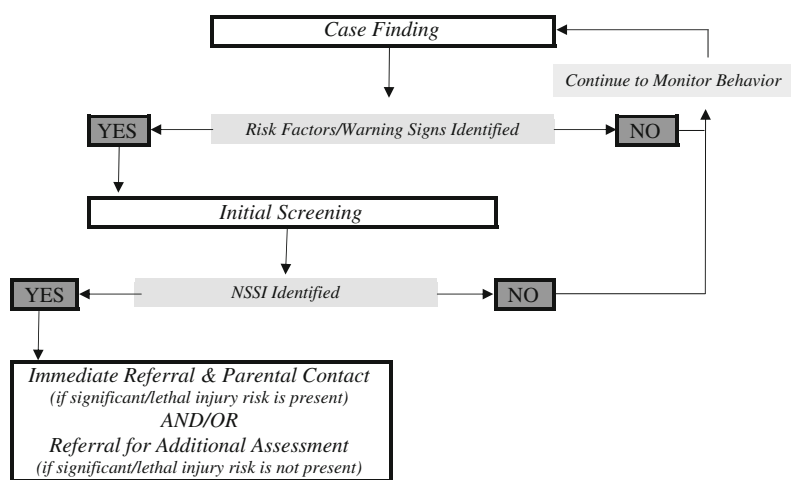 Case Finding
Continue to Monitor Behavior
YES
Risk Factors/Warning Signs Identified
NO
Initial Screening
YES
NSSI Identified
NO
Immediate Referral & Parental Contact
(if significant/lethal injury risk is present)
AND/OR
Referral for Additional Assessment
(if significant/lethal injury risk is not present)